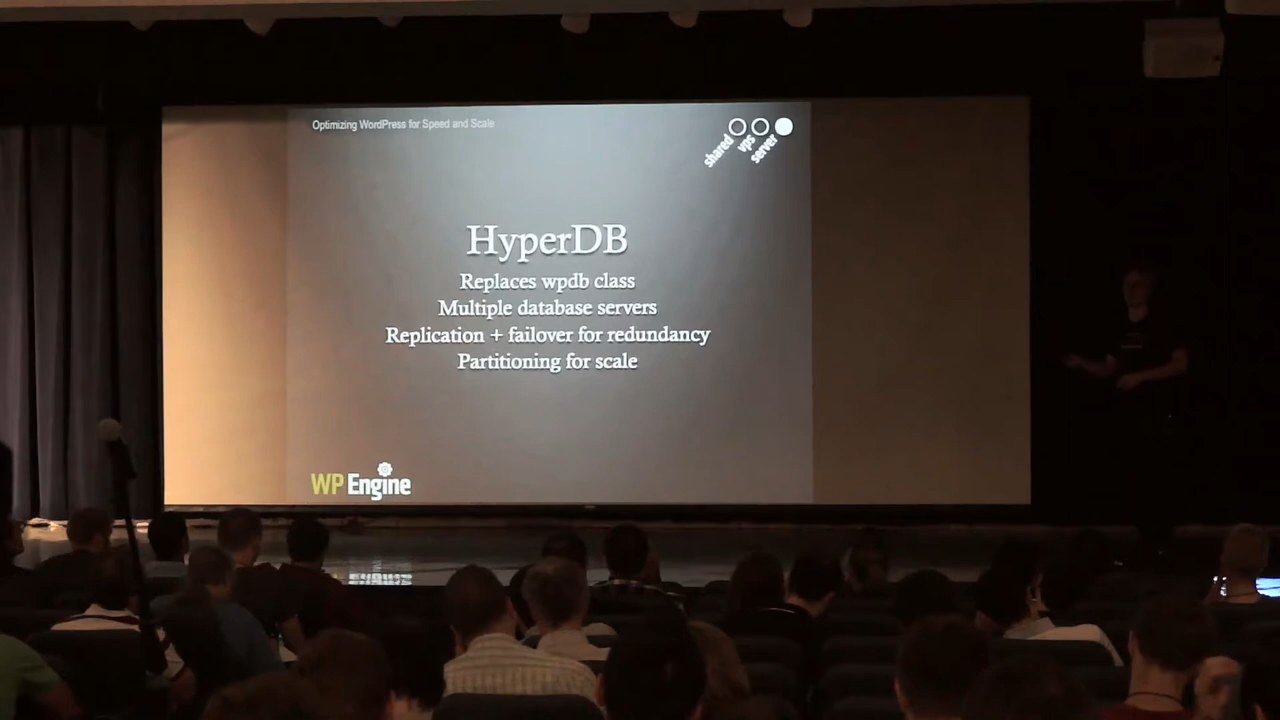 Optimizing WordPress for Speed and Scale
shared vps server
HyperDB
Replaces wpdb class
Multiple database servers
Replication + failover for redundancy
Partitioning for scale
WP Engine